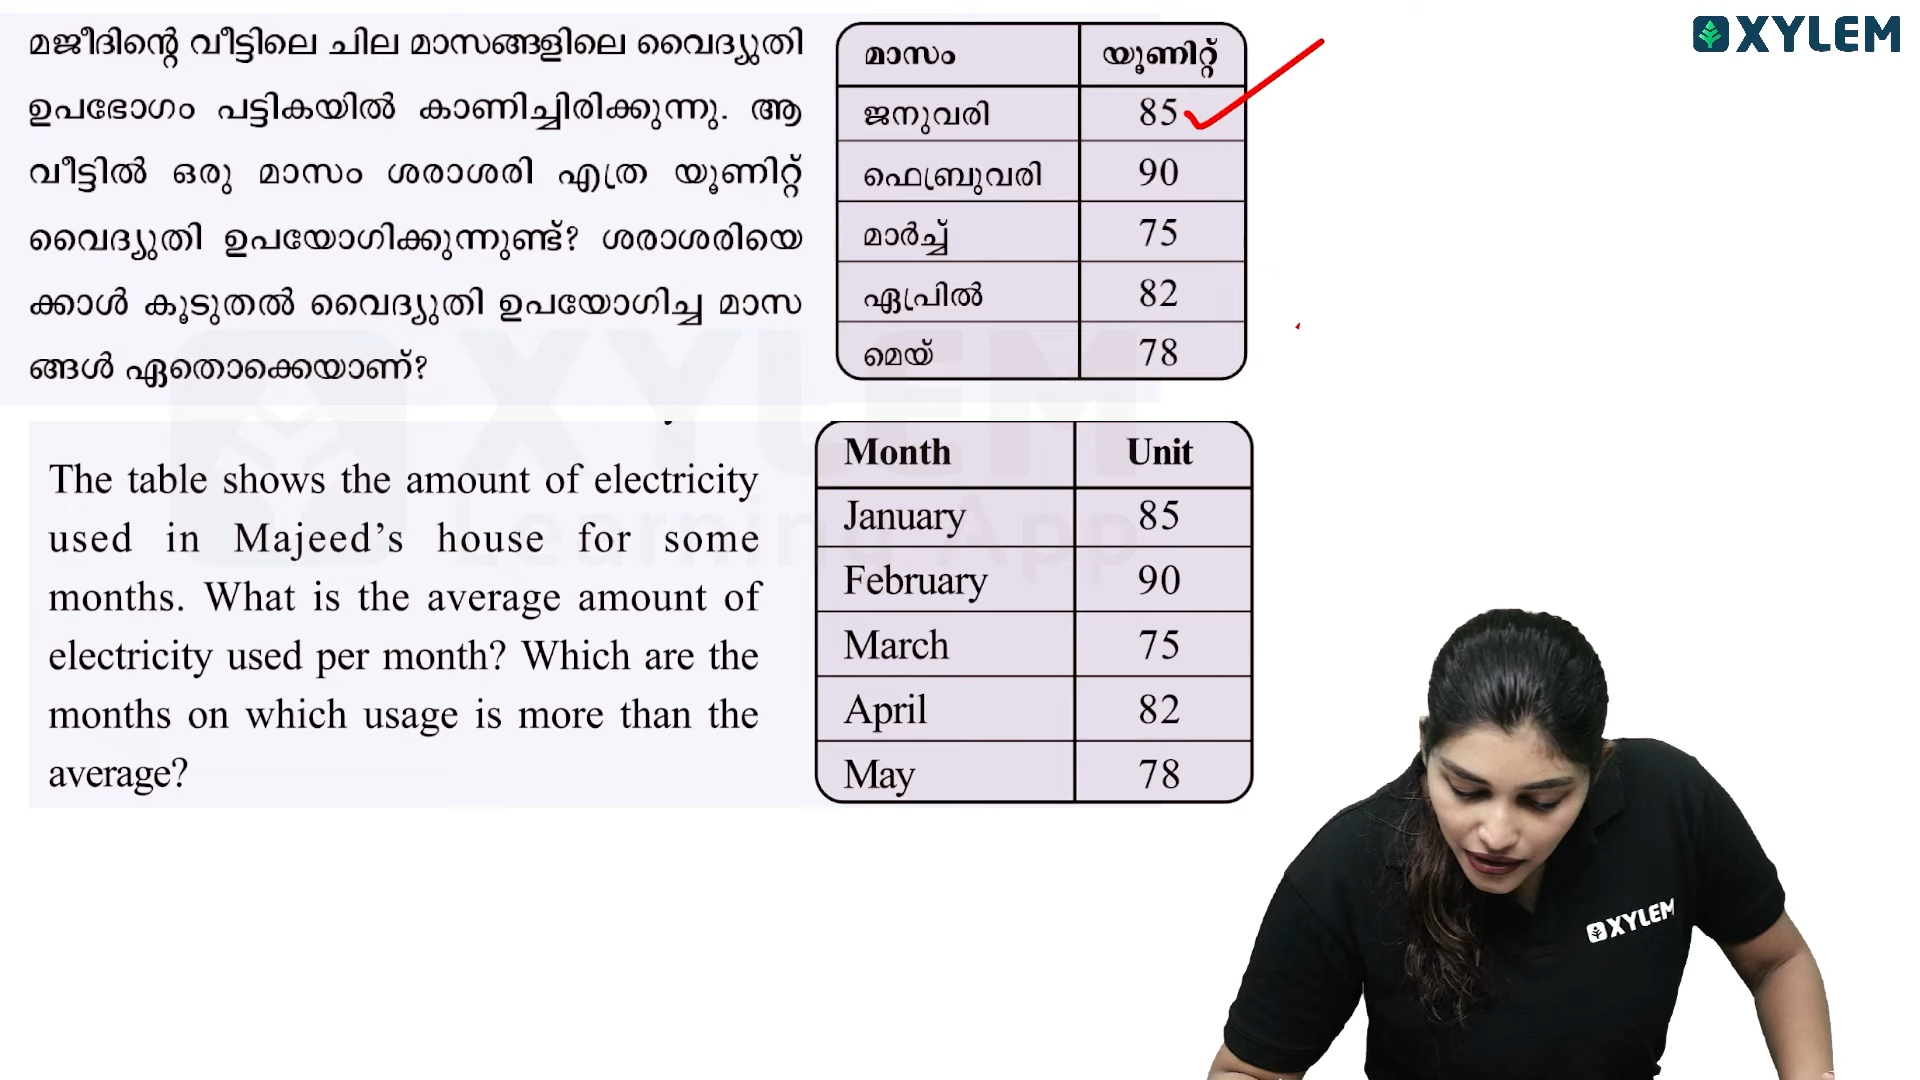 XYLEM
മജീദിന്റെ വീട്ടിലെ ചില മാസങ്ങളിലെ വൈദ്യുതി
ഉപഭോഗം പട്ടികയിൽ കാണിച്ചിരിക്കുന്നു. ആ
വീട്ടിൽ ഒരു മാസം ശരാശരി എത്ര യൂണിറ്റ്
വൈദ്യുതി ഉപയോഗിക്കുന്നുണ്ട്? ശരാശരിയെ
ക്കാൾ കൂടുതൽ വൈദ്യുതി ഉപയോഗിച്ച മാസ
ങ്ങൾ ഏതൊക്കെയാണ്?
മാസം യൂണിറ്റ്
ജനുവരി 85
ഫെബ്രുവരി 90
മാർച്ച് 75
ഏപ്രിൽ 82
മെയ് 78
XYLEM
Learning App
The table shows the amount of electricity
used in Majeed’s house for some
months. What is the average amount of
electricity used per month? Which are the
months on which usage is more than the
average?
Month Unit
January 85
February 90
March 75
April 82
May 78
XYLEM